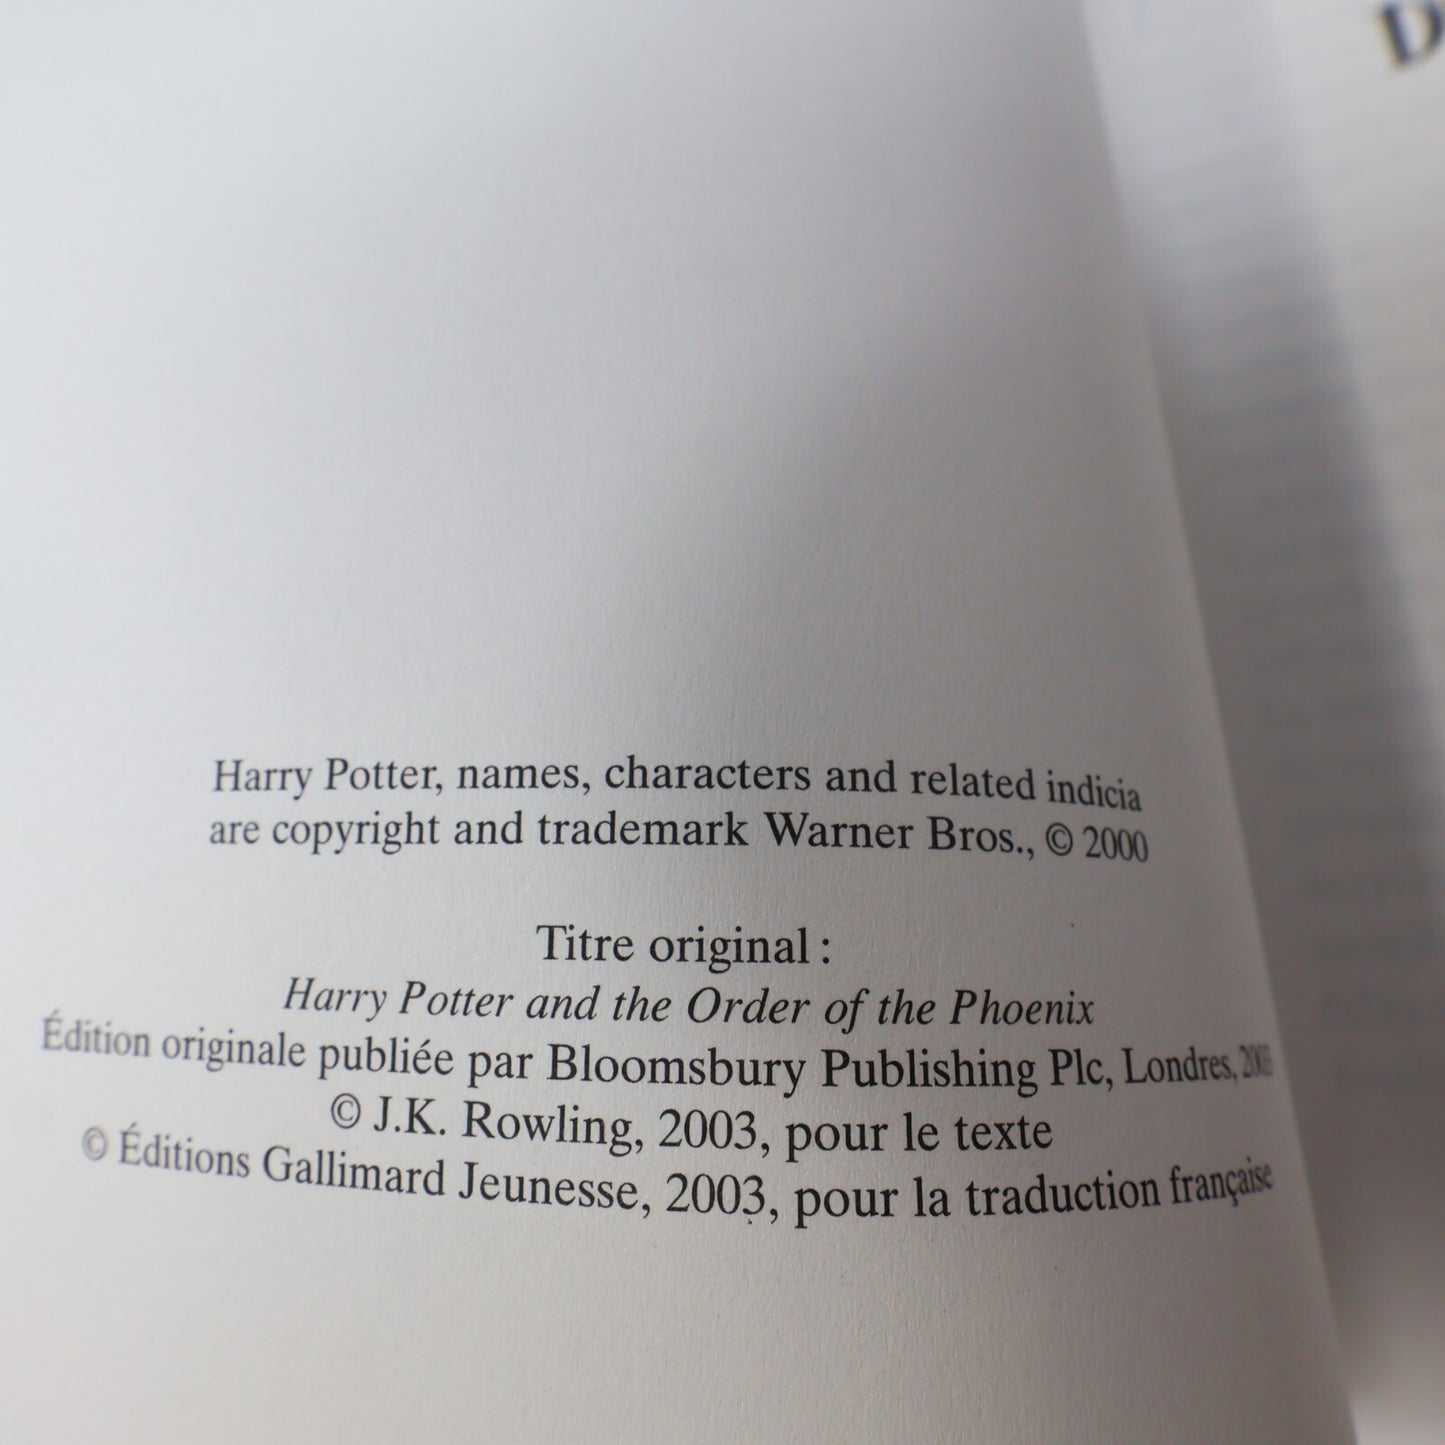 D
Harry Potter, names, characters and related indicia
are copyright and trademark Warner Bros., © 2000
Titre original :
Harry Potter and the Order of the Phoenix
Édition originale publiée par Bloomsbury Publishing Plc, Londres, 2003
© J.K. Rowling, 2003, pour le texte
© Éditions Gallimard Jeunesse, 2003, pour la traduction française